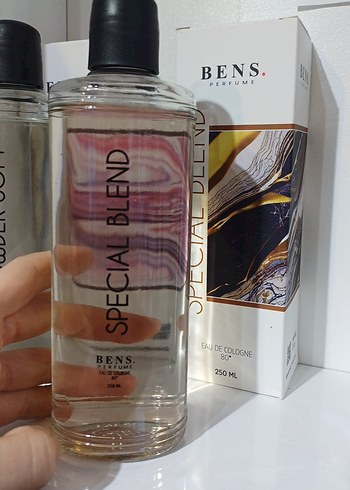 BENS.
PERFUME
SPECIAL BLEND
EAU DE COLOGNE
80°
250 ML
SPECIAL BLEND
BENS.
PERFUME
EAU DE COLOGNE
80°
250 ML